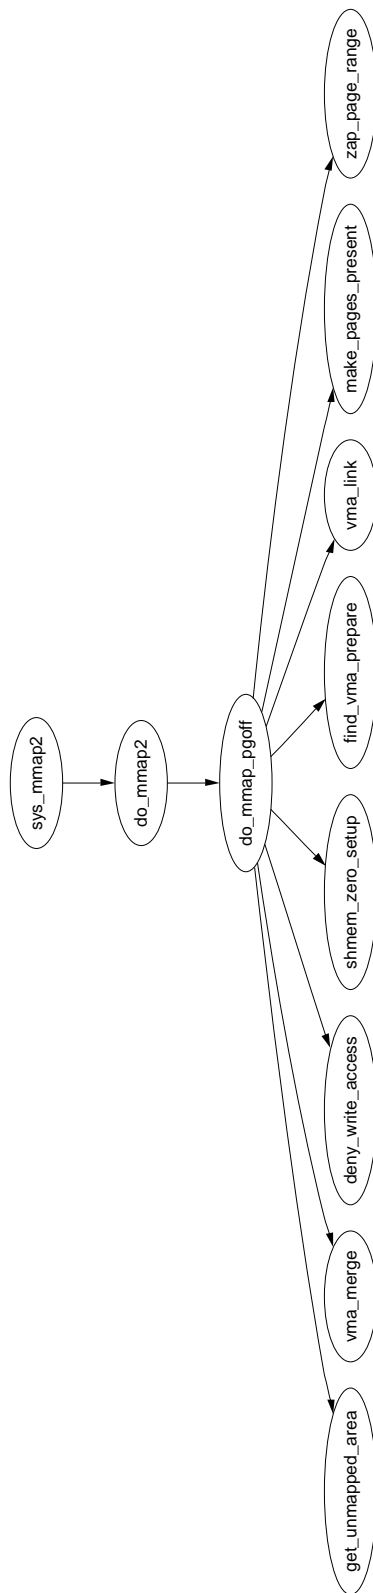 sys_mmap2
do_mmap2
do_mmap_pgoff
get_unmapped_area
vma_merge
deny_write_access
shmem_zero_setup
find_vma_prepare
vma_link
make_pages_present
zap_page_range